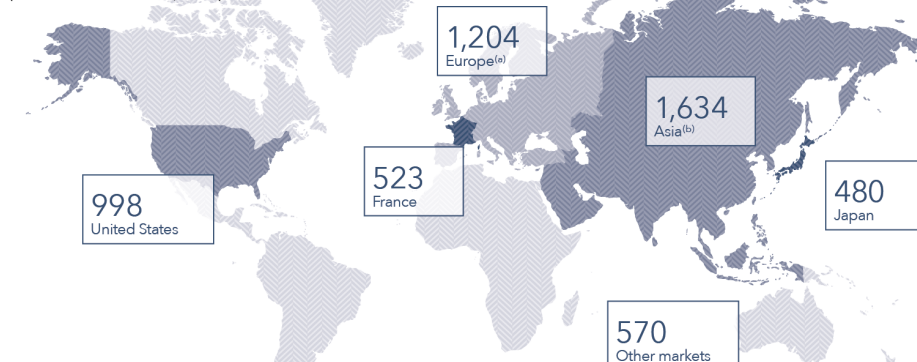 1,204
Europe(a)
1,634
Asia(b)
523
France
480
Japan
998
United States
570
Other markets